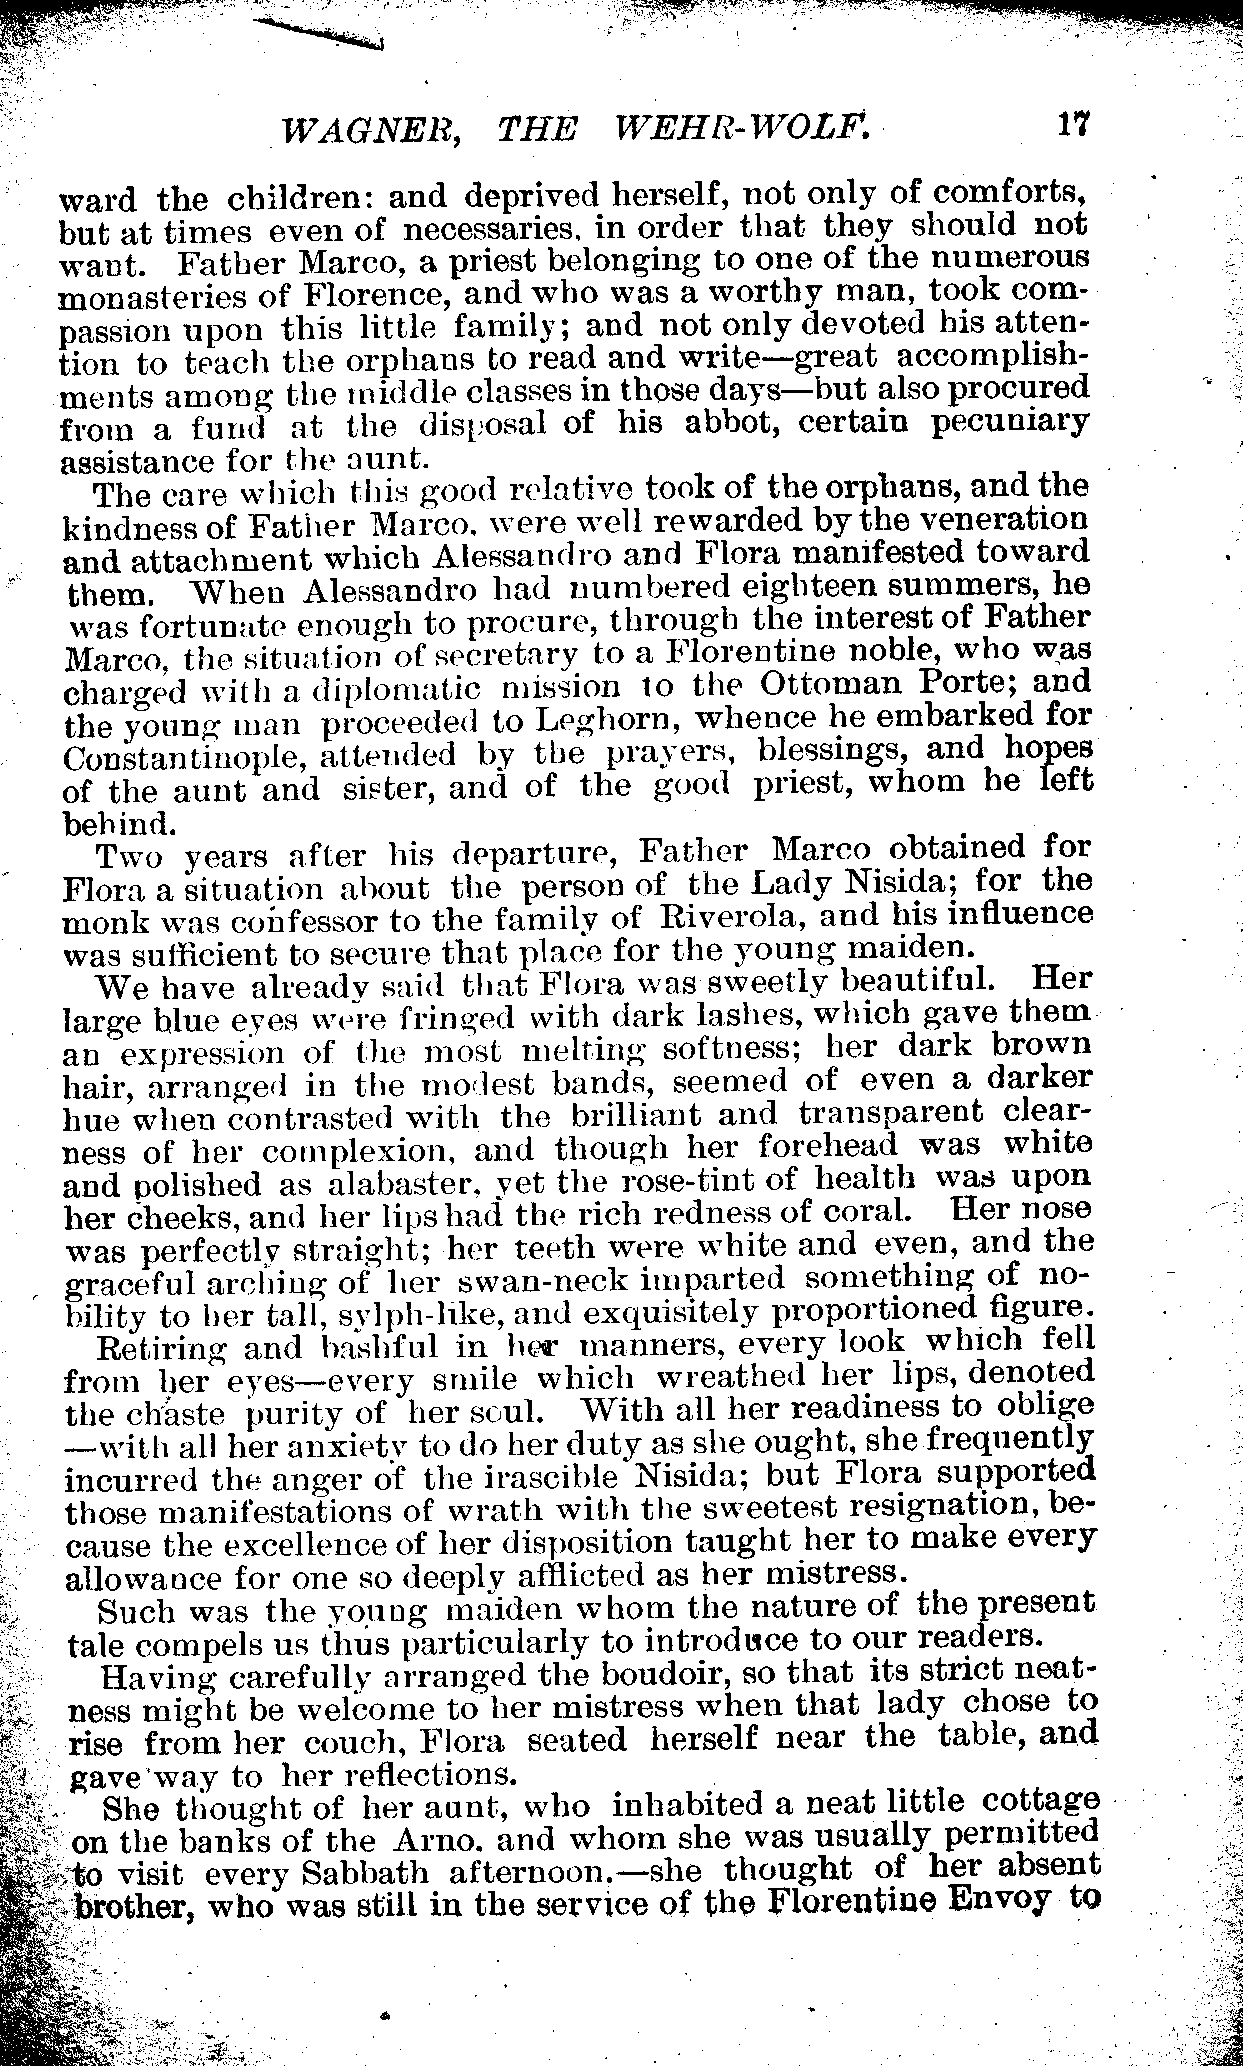 WAGNER, THE WEHR-WOLF. 17
ward the children: and deprived herself, not only of comforts,
but at times even of necessaries, in order that they should not
want. Father Marco, a priest belonging to one of the numerous
monasteries of Florence, and who was a worthy man, took com-
passion upon this little family; and not only devoted his atten-
tion to teach the orphans to read and write—great accomplish-
ments among the middle classes in those days—but also procured
from a fund at the disposal of his abbot, certain pecuniary
assistance for the aunt.
The care which this good relative took of the orphans, and the
kindness of Father Marco, were well rewarded by the veneration
and attachment which Alessandro and Flora manifested toward
them. When Alessandro had numbered eighteen summers, he
was fortunate enough to procure, through the interest of Father
Marco, the situation of secretary to a Florentine noble, who was
charged with a diplomatic mission to the Ottoman Porte; and
the young man proceeded to Leghorn, whence he embarked for
Constantinople, attended by the prayers, blessings, and hopes
of the aunt and sister, and of the good priest, whom he left
behind.
Two years after his departure, Father Marco obtained for
Flora a situation about the person of the Lady Nisida; for the
monk was confessor to the family of Riverola, and his influence
was sufficient to secure that place for the young maiden.
We have already said that Flora was sweetly beautiful. Her
large blue eyes were fringed with dark lashes, which gave them
an expression of the most melting softness; her dark brown
hair, arranged in the modest bands, seemed of even a darker
hue when contrasted with the brilliant and transparent clear-
ness of her complexion, and though her forehead was white
and polished as alabaster, yet the rose-tint of health was upon
her cheeks, and her lips had the rich redness of coral. Her nose
was perfectly straight; her teeth were white and even, and the
graceful arching of her swan-neck imparted something of no-
bility to her tall, sylph-like, and exquisitely proportioned figure.
Retiring and bashful in her manners, every look which fell
from her eyes—every smile which wreathed her lips, denoted
the chaste purity of her soul. With all her readiness to oblige
—with all her anxiety to do her duty as she ought, she frequently
incurred the anger of the irascible Nisida; but Flora supported
those manifestations of wrath with the sweetest resignation, be-
cause the excellence of her disposition taught her to make every
allowance for one so deeply afflicted as her mistress.
Such was the young maiden whom the nature of the present
tale compels us thus particularly to introduce to our readers.
Having carefully arranged the boudoir, so that its strict neat-
ness might be welcome to her mistress when that lady chose to
rise from her couch, Flora seated herself near the table, and
gave way to her reflections.
She thought of her aunt, who inhabited a neat little cottage
on the banks of the Arno, and whom she was usually permitted
to visit every Sabbath afternoon.—she thought of her absent
brother, who was still in the service of the Florentine Envoy to